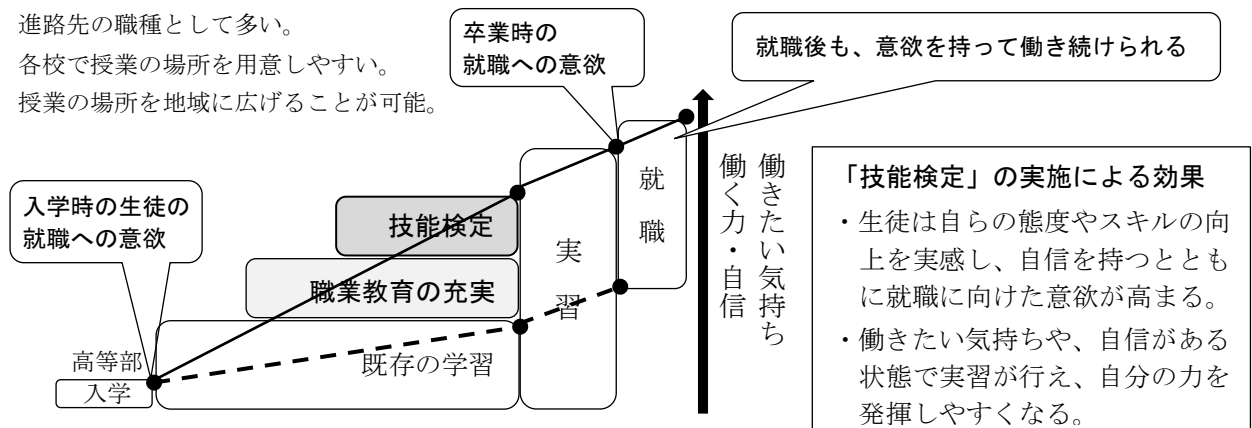 進路先の職種として多い。
各校で授業の場所を用意しやすい。
授業の場所を地域に広げることが可能。
卒業時の
就職への意欲
就職後も、意欲を持って働き続けられる
入学時の生徒の
就職への意欲
技能検定
職業教育の充実
既存の学習
高等部
入学
実習
就職
働きたい気持ち
働く力・自信
「技能検定」の実施による効果
・生徒は自らの態度やスキルの向
上を実感し、自信を持つととも
に就職に向けた意欲が高まる。
・働きたい気持ちや、自信がある
状態で実習が行え、自分の力を
発揮しやすくなる。